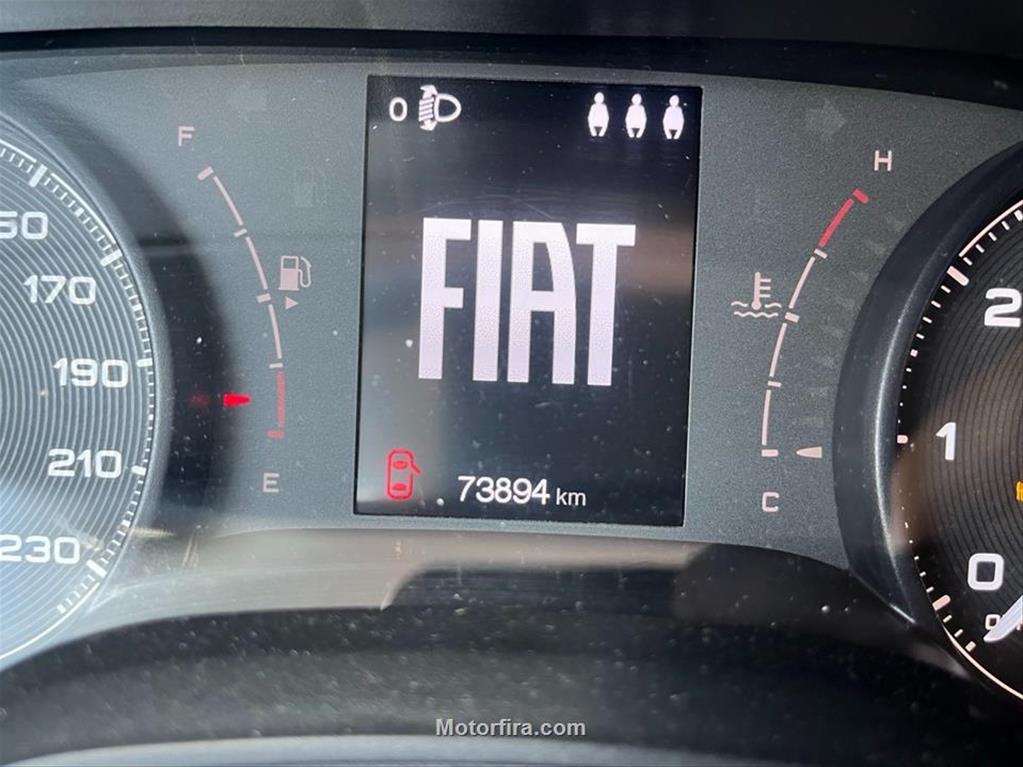 0
F
H
FIAT
50
170
190
210
230
E
C
73894 km
2
1
0
Motorfira.com